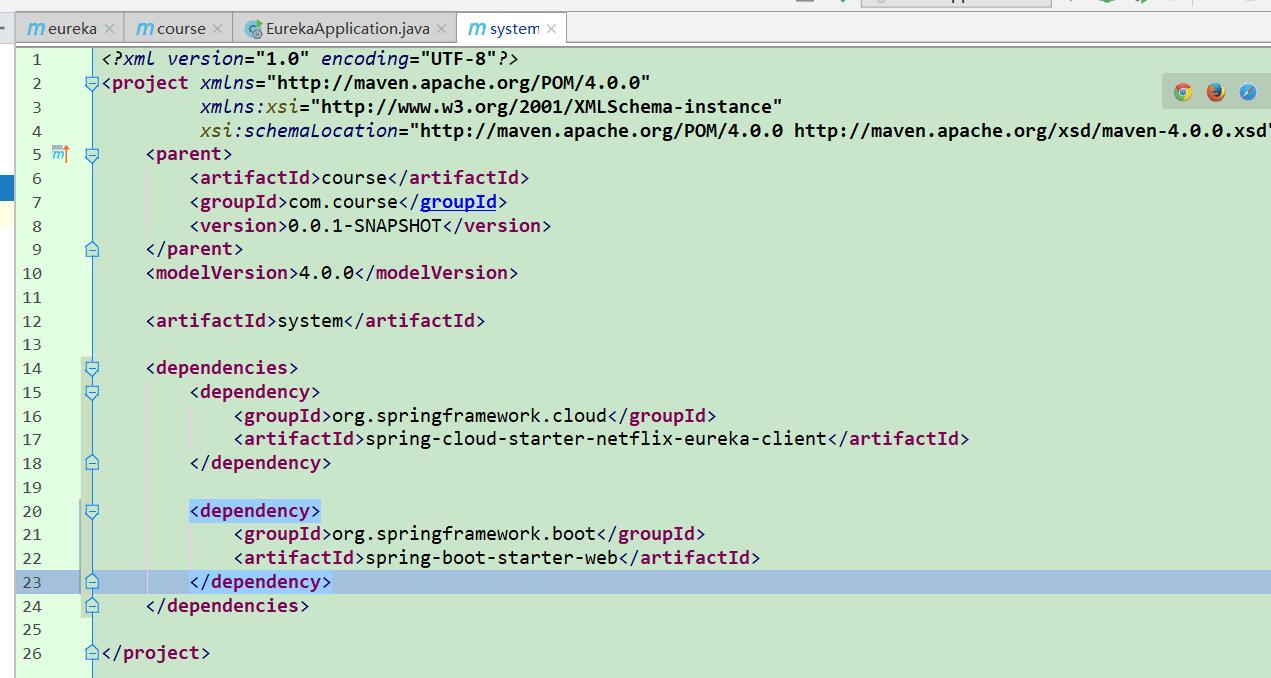 eureka course EurekaApplication.java system
1 <?xml version="1.0" encoding="UTF-8"?>
2 <project xmlns="http://maven.apache.org/POM/4.0.0"
3 xmlns:xsi="http://www.w3.org/2001/XMLSchema-instance"
4 xsi:schemaLocation="http://maven.apache.org/POM/4.0.0 http://maven.apache.org/xsd/maven-4.0.0.xsd"
5 <parent>
6 <artifactId>course</artifactId>
7 <groupId>com.course</groupId>
8 <version>0.0.1-SNAPSHOT</version>
9 </parent>
10 <modelVersion>4.0.0</modelVersion>
11
12 <artifactId>system</artifactId>
13
14 <dependencies>
15 <dependency>
16 <groupId>org.springframework.cloud</groupId>
17 <artifactId>spring-cloud-starter-netflix-eureka-client</artifactId>
18 </dependency>
19
20 <dependency>
21 <groupId>org.springframework.boot</groupId>
22 <artifactId>spring-boot-starter-web</artifactId>
23 </dependency>
24 </dependencies>
25
26 </project>